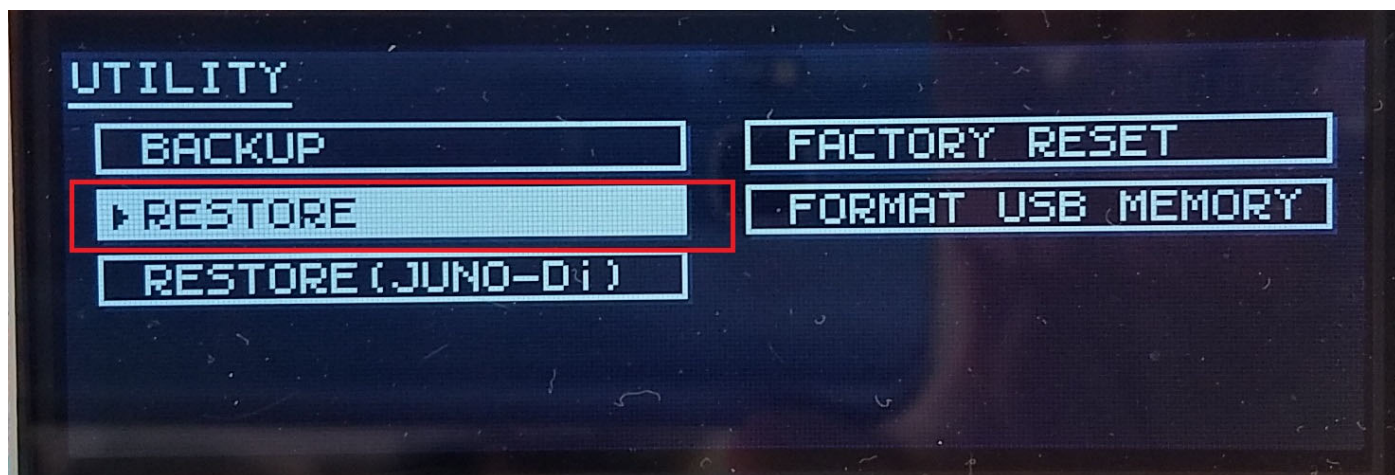 UTILITY
BACKUP
RESTORE
RESTORE(JUNO-Di)
FACTORY RESET
FORMAT USB MEMORY